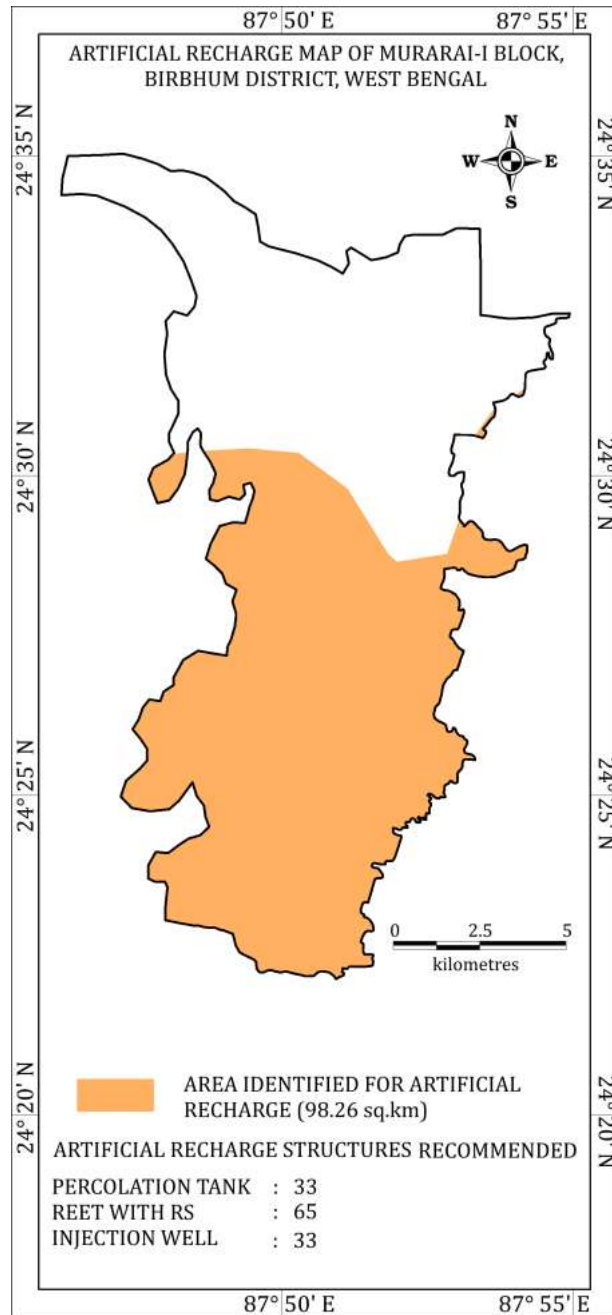 87° 50' E 87° 55' E
ARTIFICIAL RECHARGE MAP OF MURARAI-I BLOCK,
BIRBHUM DISTRICT, WEST BENGAL
24° 35' N 24° 35' N
N
W E
S
24° 30' N 24° 30' N
24° 25' N 24° 25' N
0 2.5 5
kilometres
AREA IDENTIFIED FOR ARTIFICIAL
RECHARGE (98.26 sq.km)
24° 20' N 24° 20' N
ARTIFICIAL RECHARGE STRUCTURES RECOMMENDED
PERCOLATION TANK : 33
REET WITH RS : 65
INJECTION WELL : 33
87° 50' E 87° 55' E